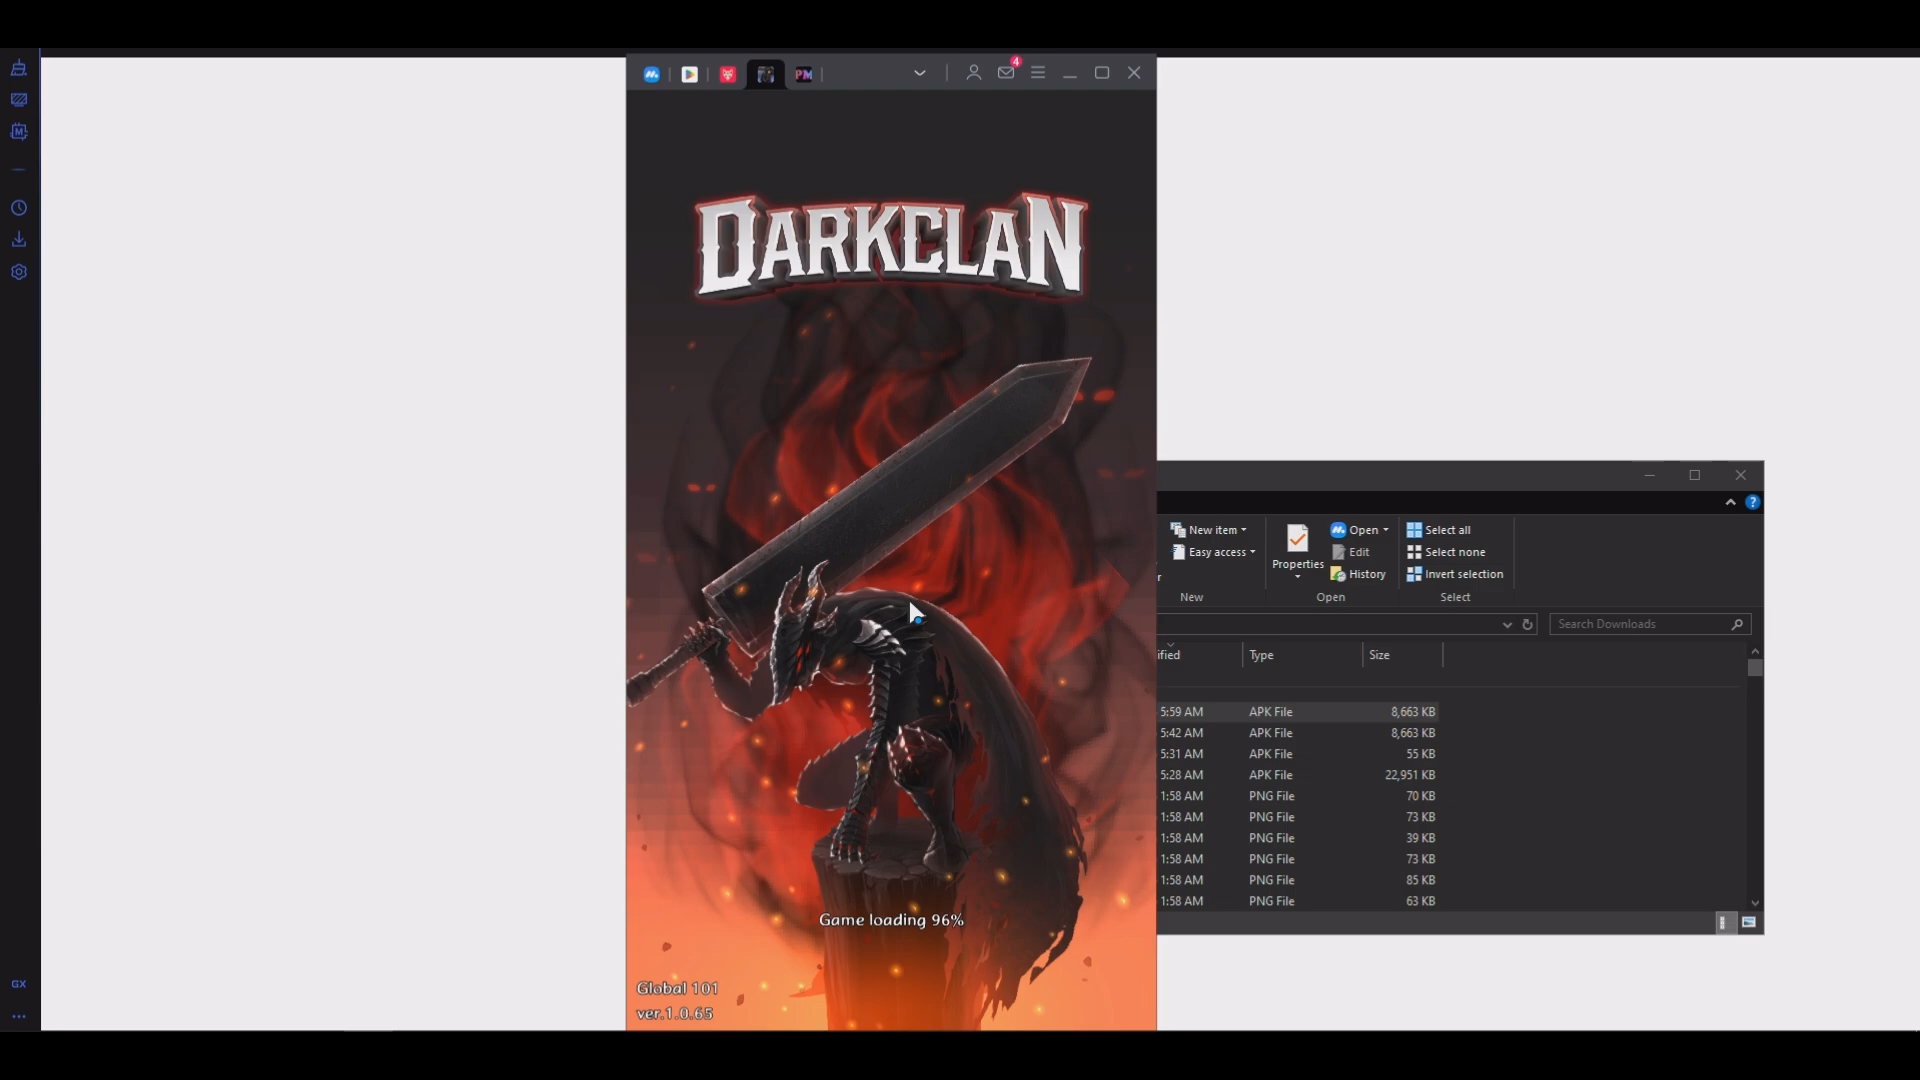 PM
4
DARKCLAN
Game loading 96%
Global 101
ver.1.0.65
M
GX
?
New item
Easy access
Properties
Open
Edit
History
Select all
Select none
Invert selection
r
New
Open
Select
Search Downloads
ified
Type
Size
5:59 AM APK File 8,663 KB
5:42 AM APK File 8,663 KB
5:31 AM APK File 55 KB
5:28 AM APK File 22,951 KB
1:58 AM PNG File 70 KB
1:58 AM PNG File 73 KB
1:58 AM PNG File 39 KB
1:58 AM PNG File 73 KB
1:58 AM PNG File 85 KB
1:58 AM PNG File 63 KB